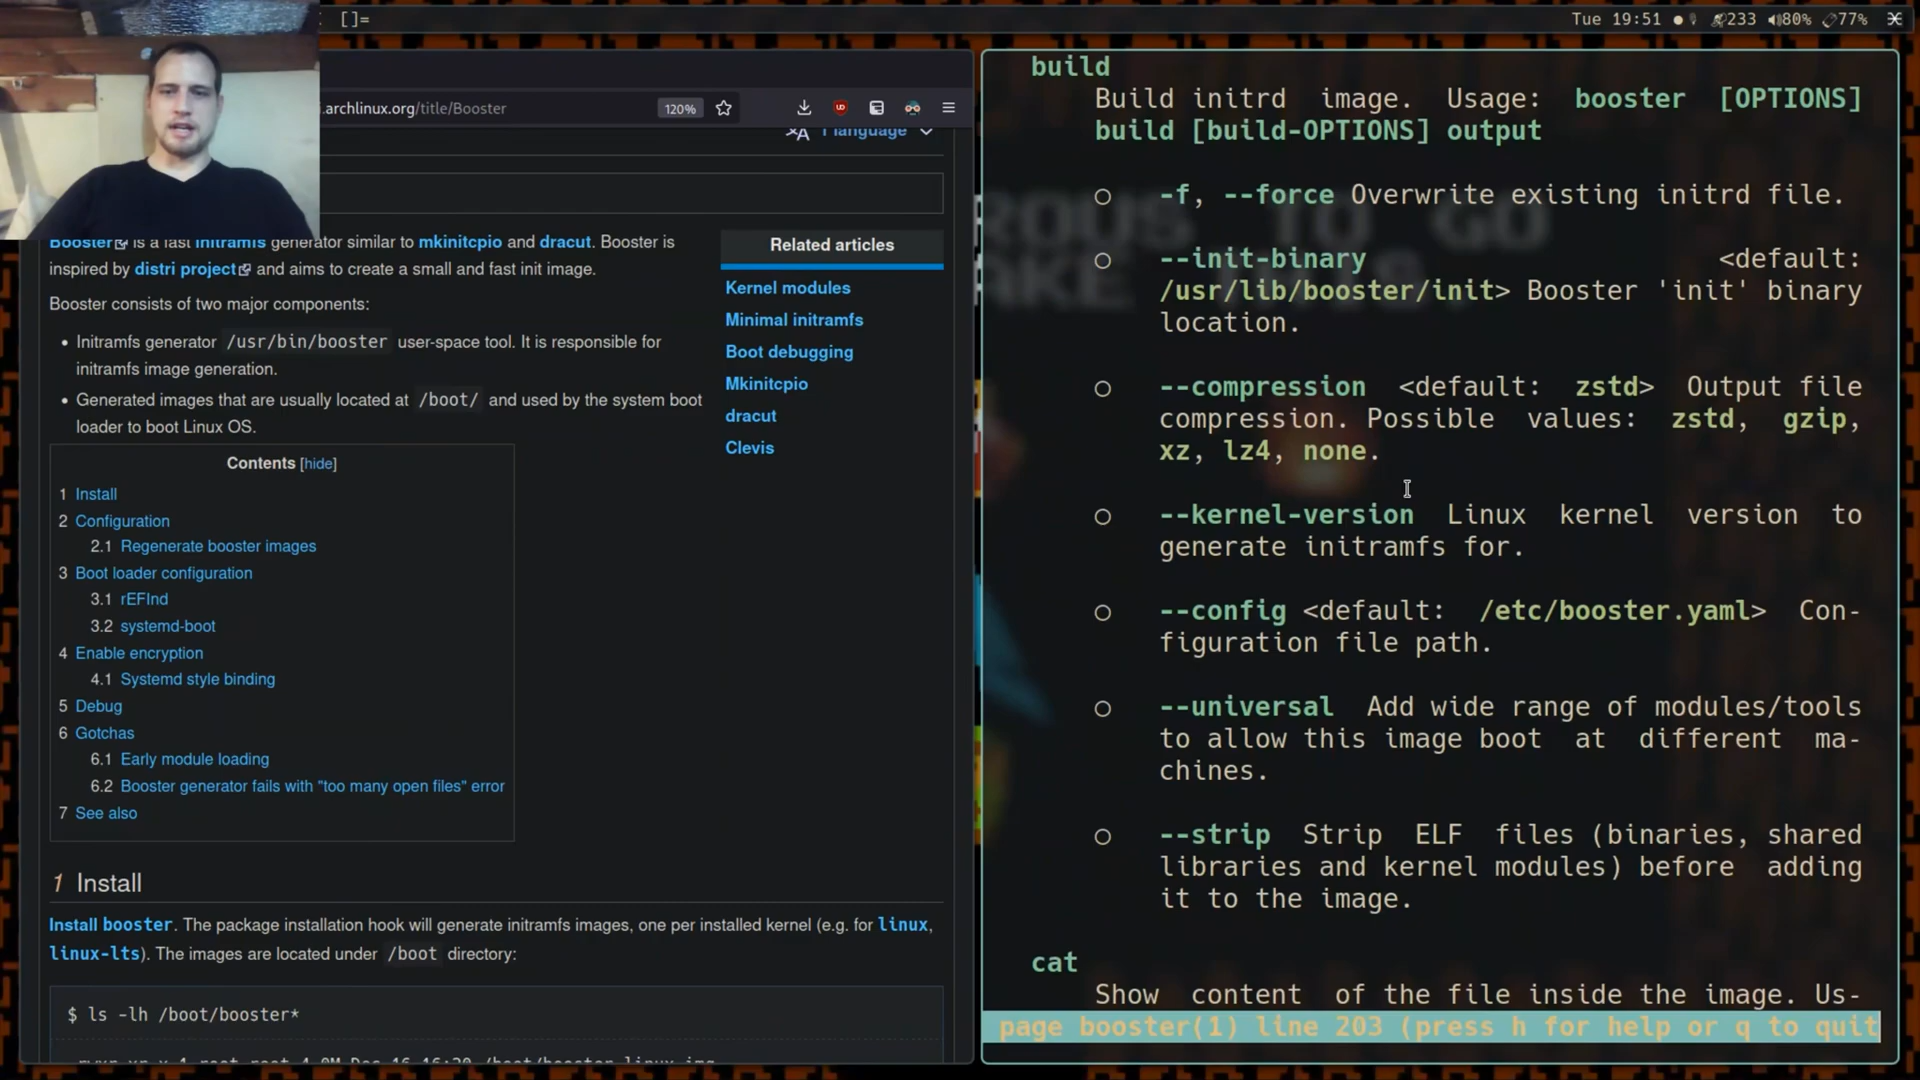 []=
Tue 19:51
233
80%
77%
i.archlinux.org/title/Booster
120%
1 language
Booster is a fast initramfs generator similar to mkinitcpio and dracut. Booster is
inspired by distri project and aims to create a small and fast init image.
Booster consists of two major components:
• Initramfs generator /usr/bin/booster user-space tool. It is responsible for
initramfs image generation.
• Generated images that are usually located at /boot/ and used by the system boot
loader to boot Linux OS.
Related articles
Kernel modules
Minimal initramfs
Boot debugging
Mkinitcpio
dracut
Clevis
Contents [hide]
1 Install
2 Configuration
2.1 Regenerate booster images
3 Boot loader configuration
3.1 rEFInd
3.2 systemd-boot
4 Enable encryption
4.1 Systemd style binding
5 Debug
6 Gotchas
6.1 Early module loading
6.2 Booster generator fails with "too many open files" error
7 See also
1 Install
Install booster. The package installation hook will generate initramfs images, one per installed kernel (e.g. for linux,
linux-lts). The images are located under /boot directory:
$ ls -lh /boot/booster*
build
Build initrd image. Usage: booster [OPTIONS]
build [build-OPTIONS] output
○ -f, --force Overwrite existing initrd file.
○ --init-binary <default:
/usr/lib/booster/init> Booster 'init' binary
location.
○ --compression <default: zstd> Output file
compression. Possible values: zstd, gzip,
xz, lz4, none.
○ --kernel-version Linux kernel version to
generate initramfs for.
○ --config <default: /etc/booster.yaml> Con-
figuration file path.
○ --universal Add wide range of modules/tools
to allow this image boot at different ma-
chines.
○ --strip Strip ELF files (binaries, shared
libraries and kernel modules) before adding
it to the image.
cat
Show content of the file inside the image. Us-
page booster(1) line 203 (press h for help or q to quit